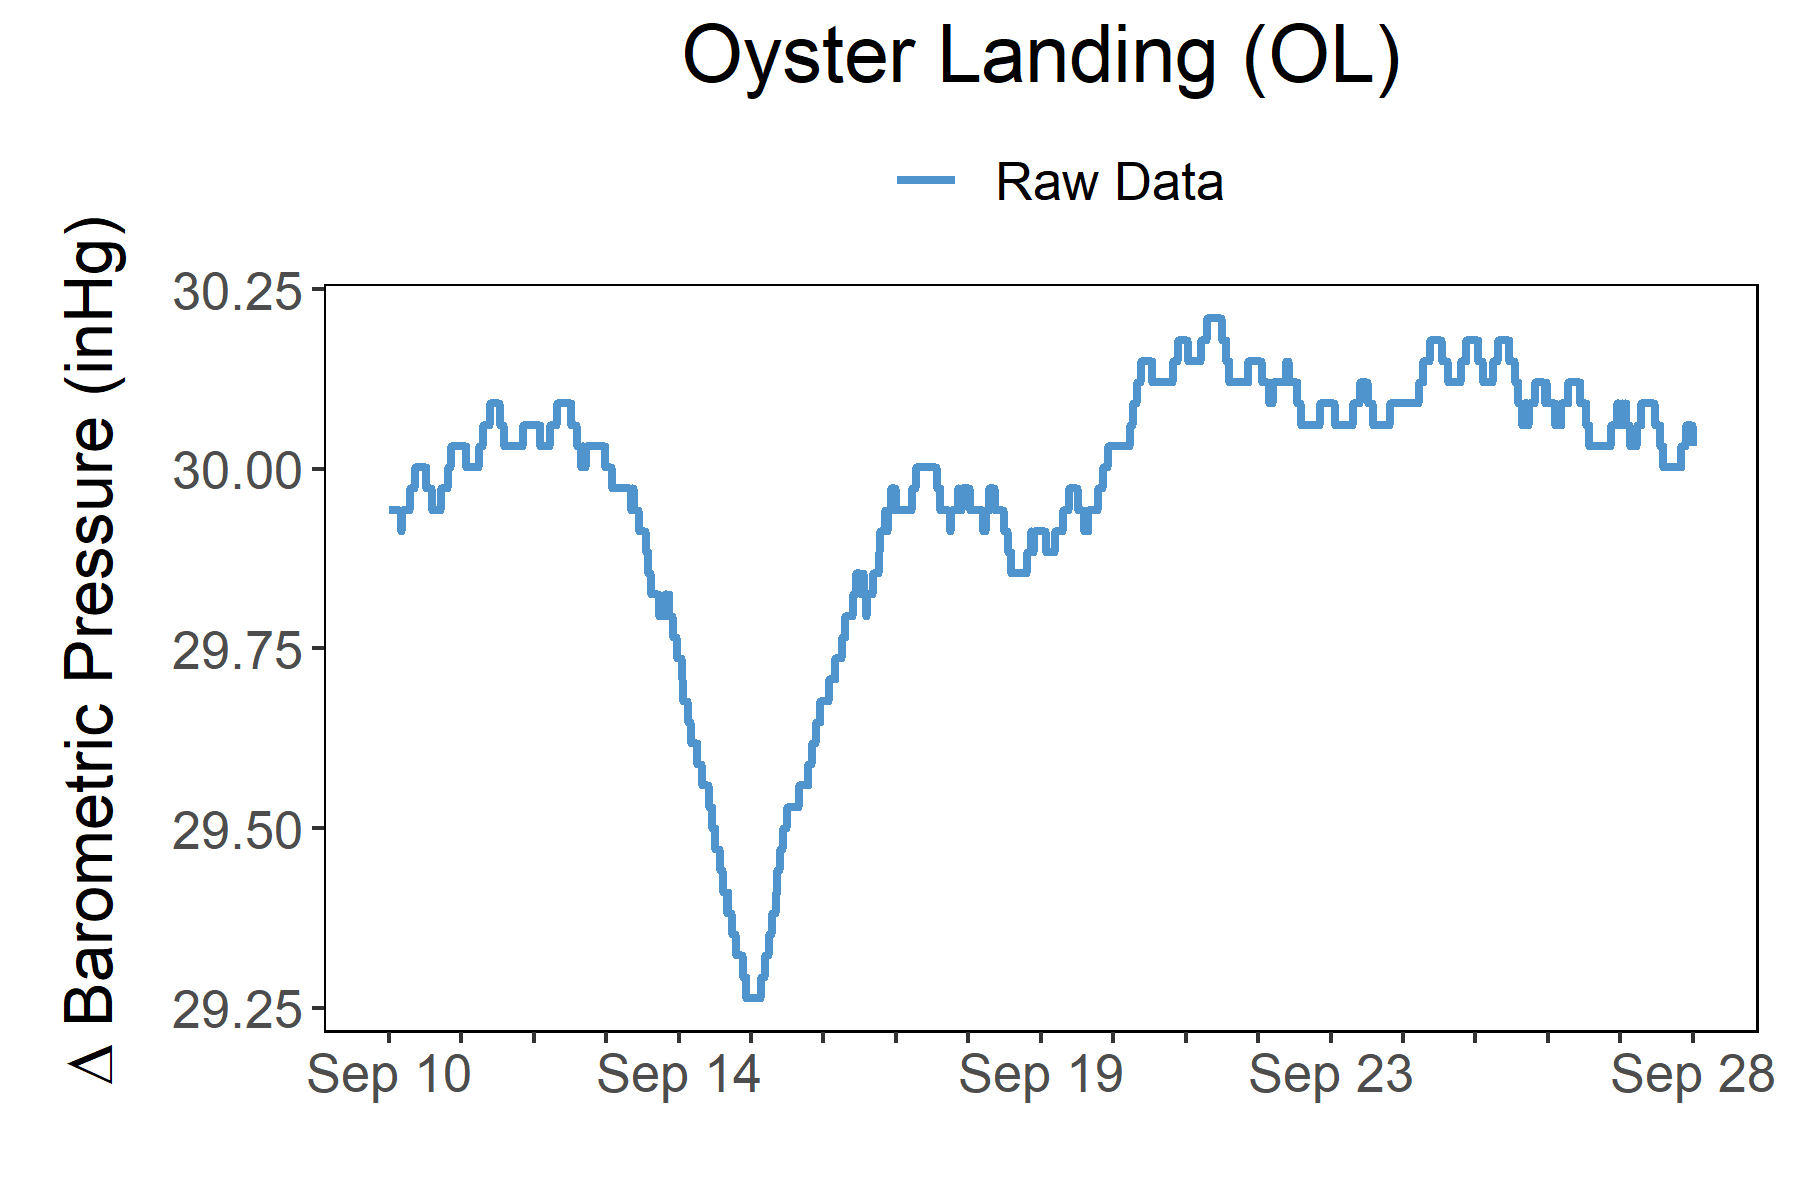 Oyster Landing (OL)
Raw Data
Δ Barometric Pressure (inHg)
30.25
30.00
29.75
29.50
29.25
Sep 10 Sep 14 Sep 19 Sep 23 Sep 28